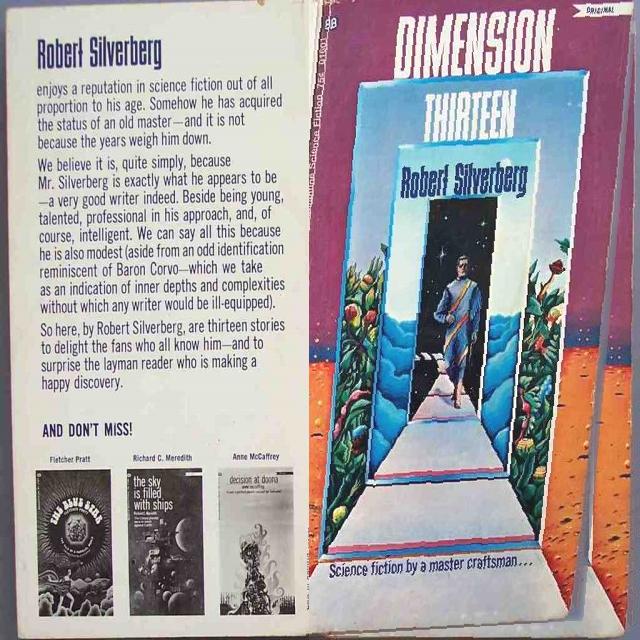 Robert Silverberg
enjoys a reputation in science fiction out of all
proportion to his age. Somehow he has acquired
the status of an old master—and it is not
because the years weigh him down.
We believe it is, quite simply, because
Mr. Silverberg is exactly what he appears to be
—a very good writer indeed. Beside being young,
talented, professional in his approach, and, of
course, intelligent. We can say all this because
he is also modest (aside from an odd identification
reminiscent of Baron Corvo—which we take
as an indication of inner depths and complexities
without which any writer would be ill-equipped).
So here, by Robert Silverberg, are thirteen stories
to delight the fans who all know him—and to
surprise the layman reader who is making a
happy discovery.
AND DON'T MISS!
Fletcher Pratt
Richard C. Meredith
Anne McCaffrey
the sky
is filled
with ships
decision at doona
Science Fiction 75¢
BB
ORIGINAL
DIMENSION
THIRTEEN
Robert Silverberg
Science fiction by a master craftsman...